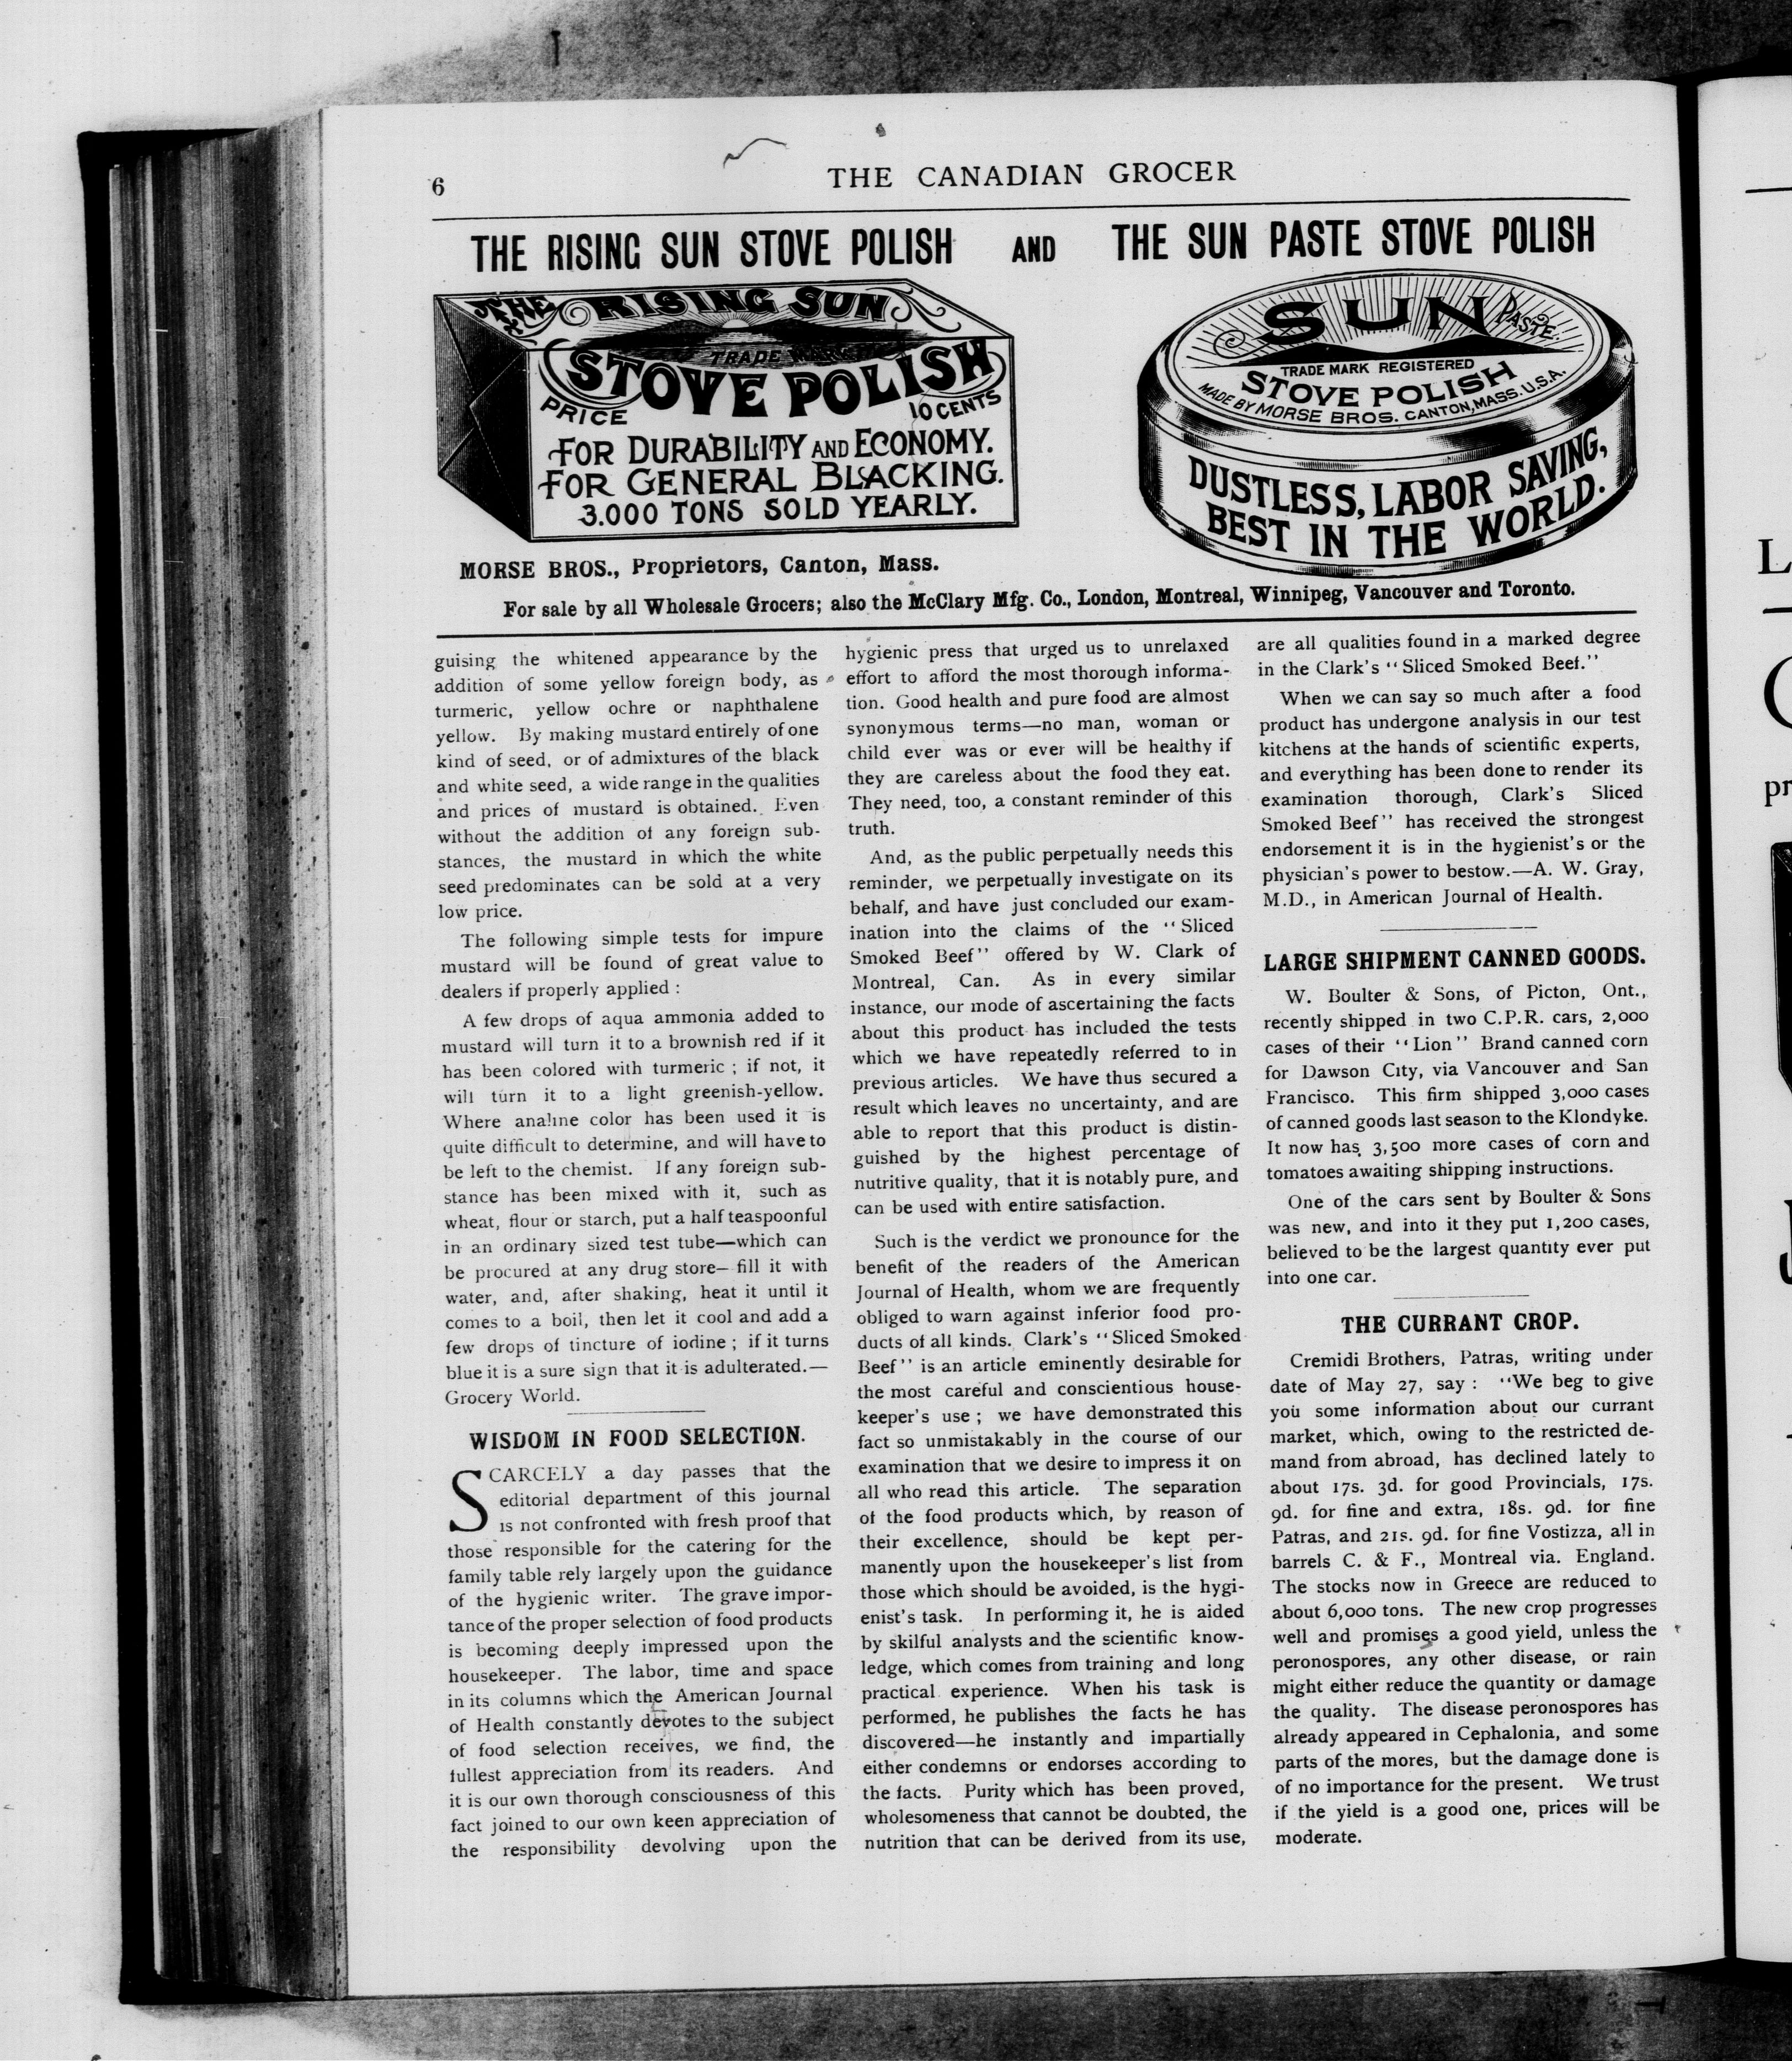 6
THE CANADIAN GROCER
THE RISING SUN STOVE POLISH AND THE SUN PASTE STOVE POLISH
THE RISING SUN
TRADE MARK
STOVE POLISH
PRICE 10 CENTS
FOR DURABILITY AND ECONOMY.
FOR GENERAL BLACKING.
3.000 TONS SOLD YEARLY.
SUN PASTE
TRADE MARK REGISTERED
STOVE POLISH
MADE BY MORSE BROS. CANTON, MASS. U.S.A.
DUSTLESS, LABOR SAVING,
BEST IN THE WORLD.
MORSE BROS., Proprietors, Canton, Mass.
For sale by all Wholesale Grocers; also the McClary Mfg. Co., London, Montreal, Winnipeg, Vancouver and Toronto.
guising the whitened appearance by the
addition of some yellow foreign body, as
turmeric, yellow ochre or naphthalene
yellow. By making mustard entirely of one
kind of seed, or of admixtures of the black
and white seed, a wide range in the qualities
and prices of mustard is obtained. Even
without the addition of any foreign sub-
stances, the mustard in which the white
seed predominates can be sold at a very
low price.
The following simple tests for impure
mustard will be found of great value to
dealers if properly applied :
A few drops of aqua ammonia added to
mustard will turn it to a brownish red if it
has been colored with turmeric ; if not, it
will turn it to a light greenish-yellow.
Where analine color has been used it is
quite difficult to determine, and will have to
be left to the chemist. If any foreign sub-
stance has been mixed with it, such as
wheat, flour or starch, put a half teaspoonful
in an ordinary sized test tube—which can
be procured at any drug store—fill it with
water, and, after shaking, heat it until it
comes to a boil, then let it cool and add a
few drops of tincture of iodine ; if it turns
blue it is a sure sign that it is adulterated.—
Grocery World.
WISDOM IN FOOD SELECTION.
SCARCELY a day passes that the
editorial department of this journal
is not confronted with fresh proof that
those responsible for the catering for the
family table rely largely upon the guidance
of the hygienic writer. The grave impor-
tance of the proper selection of food products
is becoming deeply impressed upon the
housekeeper. The labor, time and space
in its columns which the American Journal
of Health constantly devotes to the subject
of food selection receives, we find, the
fullest appreciation from its readers. And
it is our own thorough consciousness of this
fact joined to our own keen appreciation of
the responsibility devolving upon the
hygienic press that urged us to unrelaxed
effort to afford the most thorough informa-
tion. Good health and pure food are almost
synonymous terms—no man, woman or
child ever was or ever will be healthy if
they are careless about the food they eat.
They need, too, a constant reminder of this
truth.
And, as the public perpetually needs this
reminder, we perpetually investigate on its
behalf, and have just concluded our exam-
ination into the claims of the "Sliced
Smoked Beef" offered by W. Clark of
Montreal, Can. As in every similar
instance, our mode of ascertaining the facts
about this product has included the tests
which we have repeatedly referred to in
previous articles. We have thus secured a
result which leaves no uncertainty, and are
able to report that this product is distin-
guished by the highest percentage of
nutritive quality, that it is notably pure, and
can be used with entire satisfaction.
Such is the verdict we pronounce for the
benefit of the readers of the American
Journal of Health, whom we are frequently
obliged to warn against inferior food pro-
ducts of all kinds. Clark's "Sliced Smoked
Beef" is an article eminently desirable for
the most careful and conscientious house-
keeper's use ; we have demonstrated this
fact so unmistakably in the course of our
examination that we desire to impress it on
all who read this article. The separation
of the food products which, by reason of
their excellence, should be kept per-
manently upon the housekeeper's list from
those which should be avoided, is the hygi-
enist's task. In performing it, he is aided
by skilful analysts and the scientific know-
ledge, which comes from training and long
practical experience. When his task is
performed, he publishes the facts he has
discovered—he instantly and impartially
either condemns or endorses according to
the facts. Purity which has been proved,
wholesomeness that cannot be doubted, the
nutrition that can be derived from its use,
are all qualities found in a marked degree
in the Clark's "Sliced Smoked Beef."
When we can say so much after a food
product has undergone analysis in our test
kitchens at the hands of scientific experts,
and everything has been done to render its
examination thorough, Clark's Sliced
Smoked Beef" has received the strongest
endorsement it is in the hygienist's or the
physician's power to bestow.—A. W. Gray,
M.D., in American Journal of Health.
LARGE SHIPMENT CANNED GOODS.
W. Boulter & Sons, of Picton, Ont.,
recently shipped in two C.P.R. cars, 2,000
cases of their "Lion" Brand canned corn
for Dawson City, via Vancouver and San
Francisco. This firm shipped 3,000 cases
of canned goods last season to the Klondyke.
It now has 3,500 more cases of corn and
tomatoes awaiting shipping instructions.
One of the cars sent by Boulter & Sons
was new, and into it they put 1,200 cases,
believed to be the largest quantity ever put
into one car.
THE CURRANT CROP.
Cremidi Brothers, Patras, writing under
date of May 27, say : "We beg to give
you some information about our currant
market, which, owing to the restricted de-
mand from abroad, has declined lately to
about 17s. 3d. for good Provincials, 17s.
9d. for fine and extra, 18s. 9d. for fine
Patras, and 21s. 9d. for fine Vostizza, all in
barrels C. & F., Montreal via. England.
The stocks now in Greece are reduced to
about 6,000 tons. The new crop progresses
well and promises a good yield, unless the
peronospores, any other disease, or rain
might either reduce the quantity or damage
the quality. The disease peronospores has
already appeared in Cephalonia, and some
parts of the mores, but the damage done is
of no importance for the present. We trust
if the yield is a good one, prices will be
moderate.